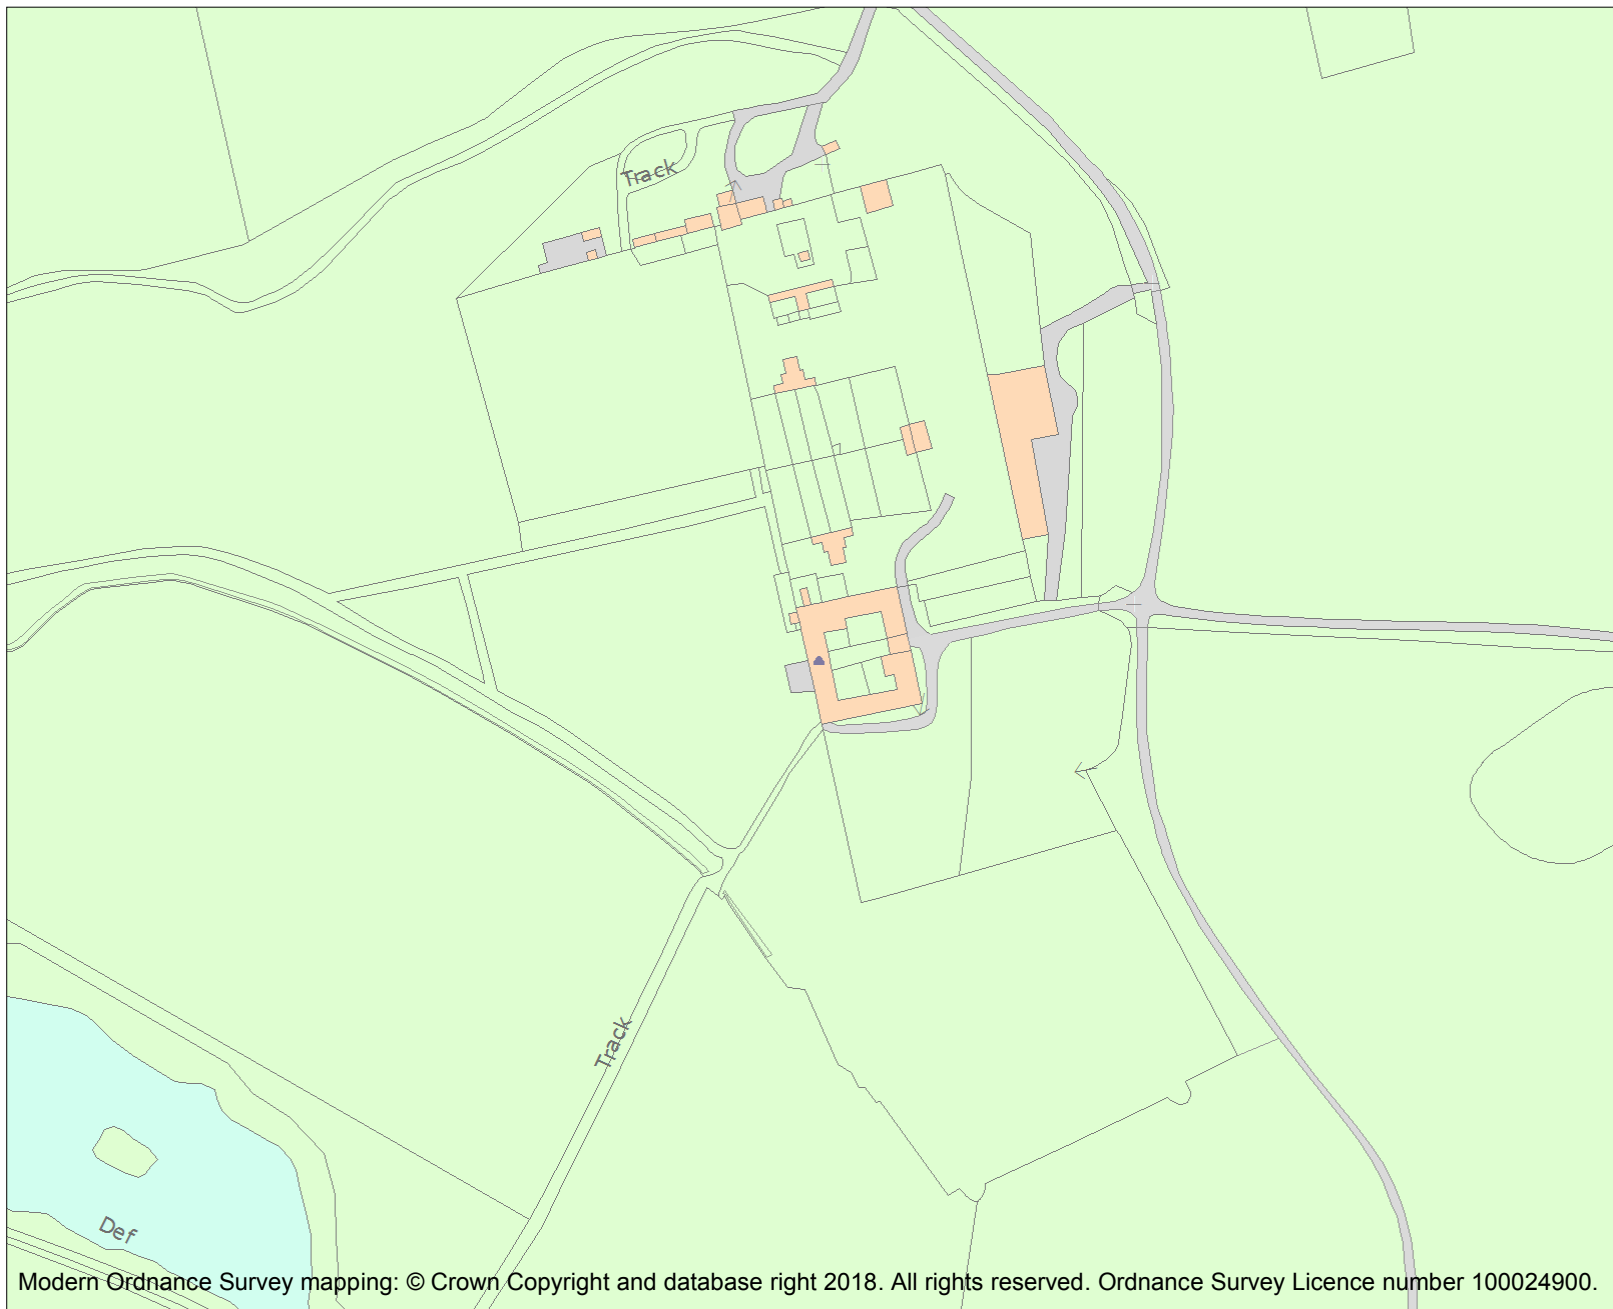 Track
Track
Def
Modern Ordnance Survey mapping: © Crown Copyright and database right 2018. All rights reserved. Ordnance Survey Licence number 100024900.